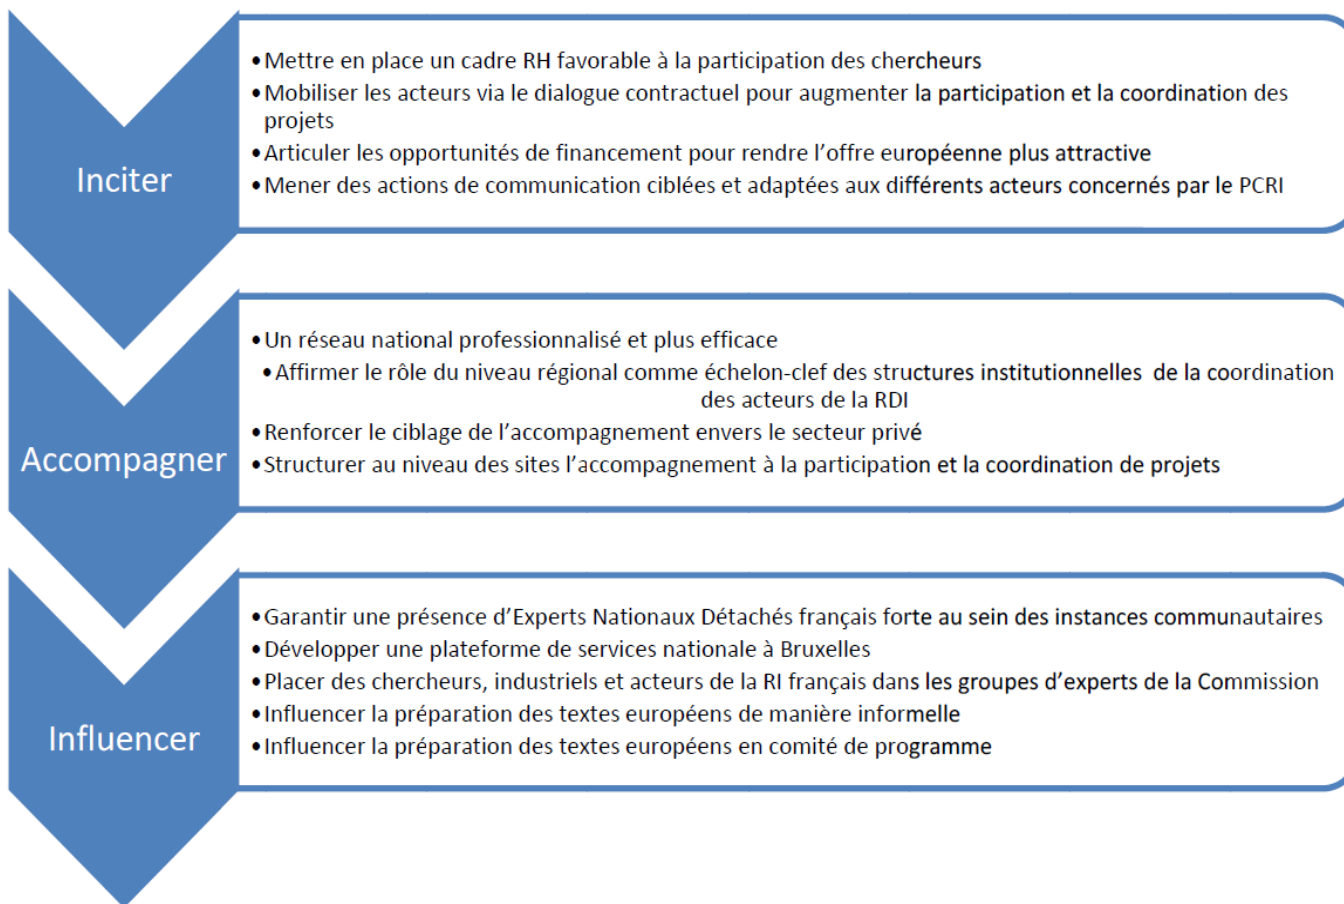 Inciter
•Mettre en place un cadre RH favorable à la participation des chercheurs
•Mobiliser les acteurs via le dialogue contractuel pour augmenter la participation et la coordination des
projets
•Articuler les opportunités de financement pour rendre l’offre européenne plus attractive
•Mener des actions de communication ciblées et adaptées aux différents acteurs concernés par le PCRI
Accompagner
•Un réseau national professionnalisé et plus efficace
•Affirmer le rôle du niveau régional comme échelon-clef des structures institutionnelles de la coordination
des acteurs de la RDI
•Renforcer le ciblage de l’accompagnement envers le secteur privé
•Structurer au niveau des sites l’accompagnement à la participation et la coordination de projets
Influencer
•Garantir une présence d’Experts Nationaux Détachés français forte au sein des instances communautaires
•Développer une plateforme de services nationale à Bruxelles
•Placer des chercheurs, industriels et acteurs de la RI français dans les groupes d’experts de la Commission
•Influencer la préparation des textes européens de manière informelle
•Influencer la préparation des textes européens en comité de programme